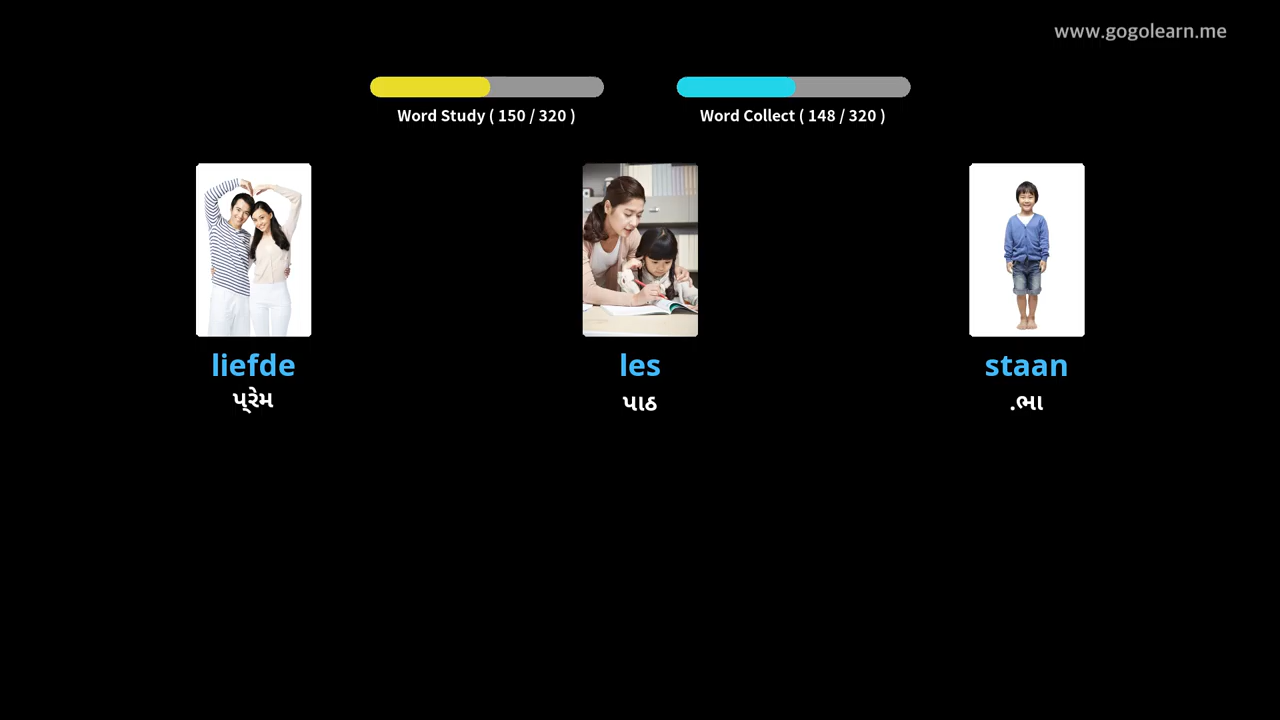 www.gogolearn.me
Word Study ( 150 / 320 )
Word Collect ( 148 / 320 )
liefde
les
staan
પ્રેમ
પાઠ
.ભા